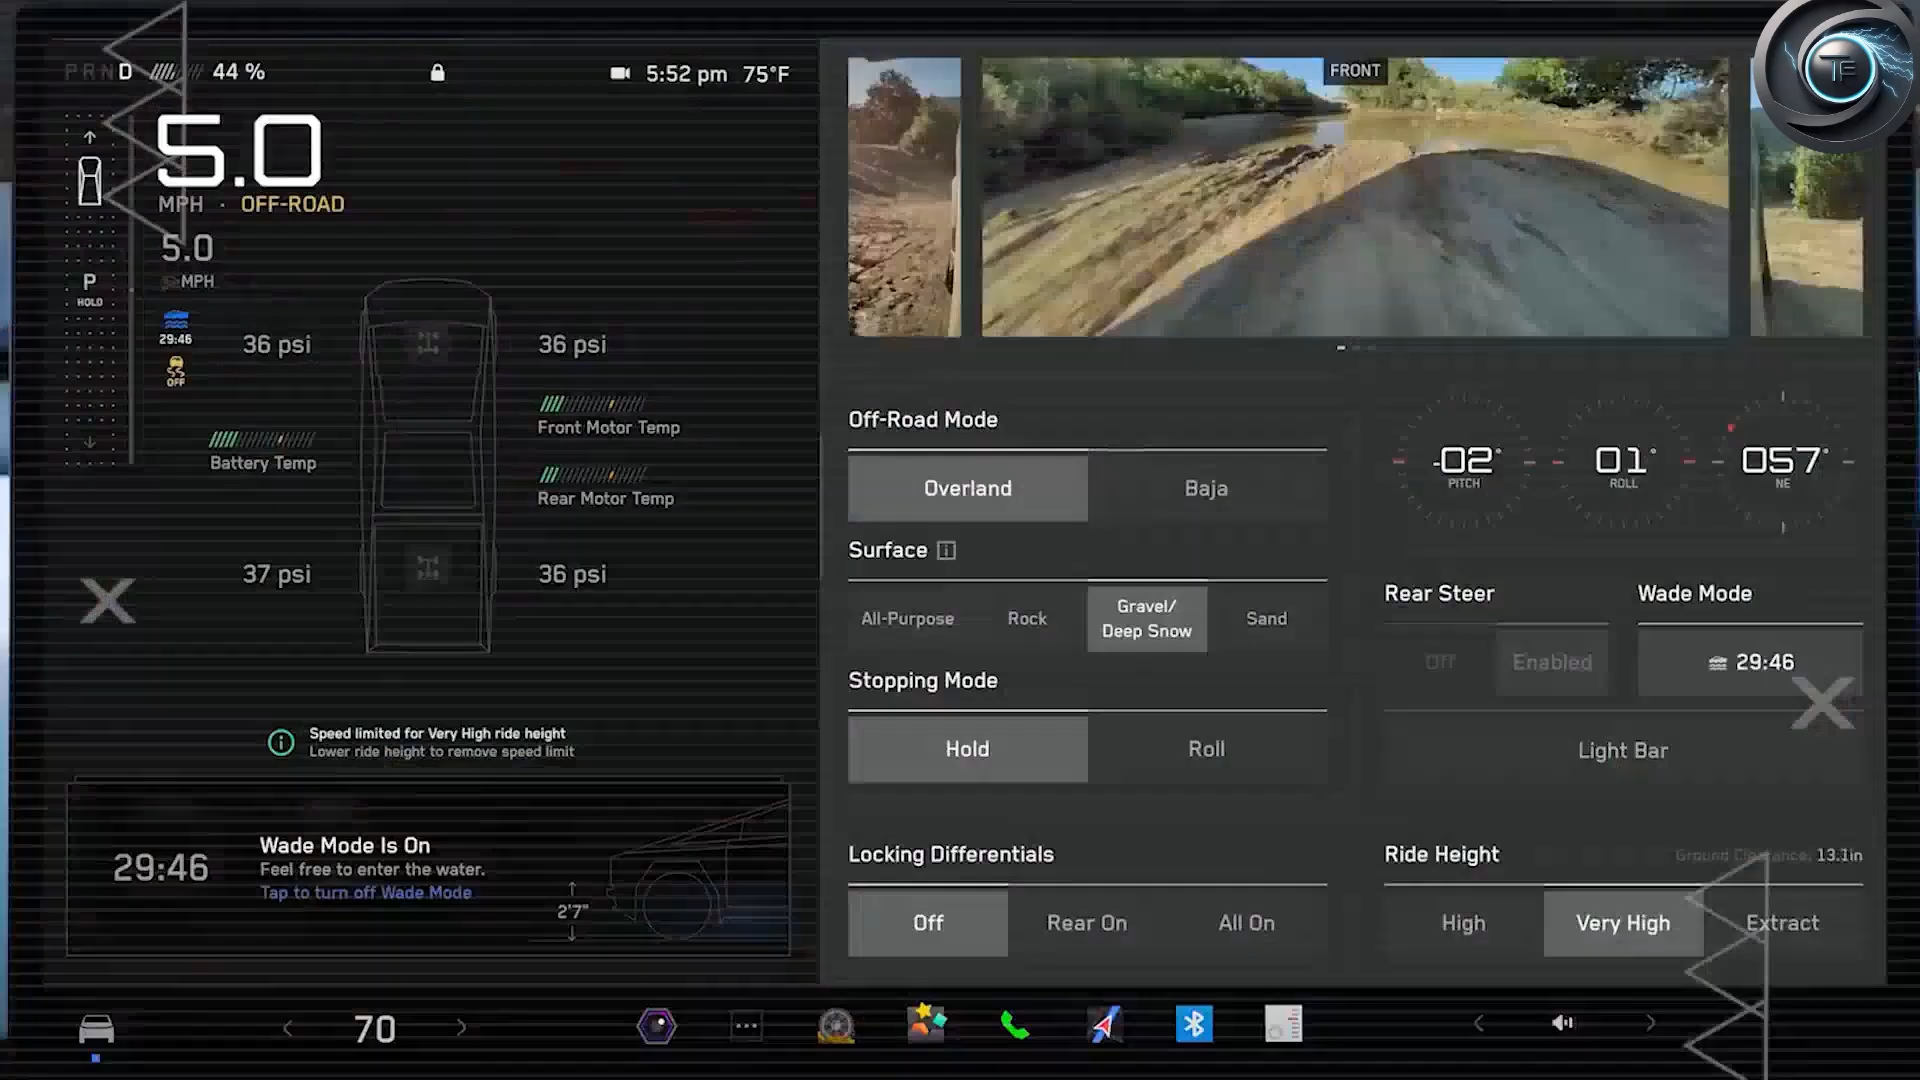 PRND 44 % 5:52 pm 75°F
5.0
MPH · OFF-ROAD
5.0
MPH
P
HOLD
29:46
OFF
36 psi 36 psi
Front Motor Temp
Battery Temp
Rear Motor Temp
37 psi 36 psi
Speed limited for Very High ride height
Lower ride height to remove speed limit
29:46
Wade Mode Is On
Feel free to enter the water.
Tap to turn off Wade Mode
2'7"
FRONT
TF
Off-Road Mode
Overland Baja
-02° 01° 057°
PITCH ROLL NE
Surface
All-Purpose Rock Gravel/ Deep Snow Sand
Rear Steer Wade Mode
Off Enabled 29:46
Stopping Mode
Hold Roll
Light Bar
Locking Differentials
Off Rear On All On
Ride Height Ground Clearance: 13.1in
High Very High Extract
70